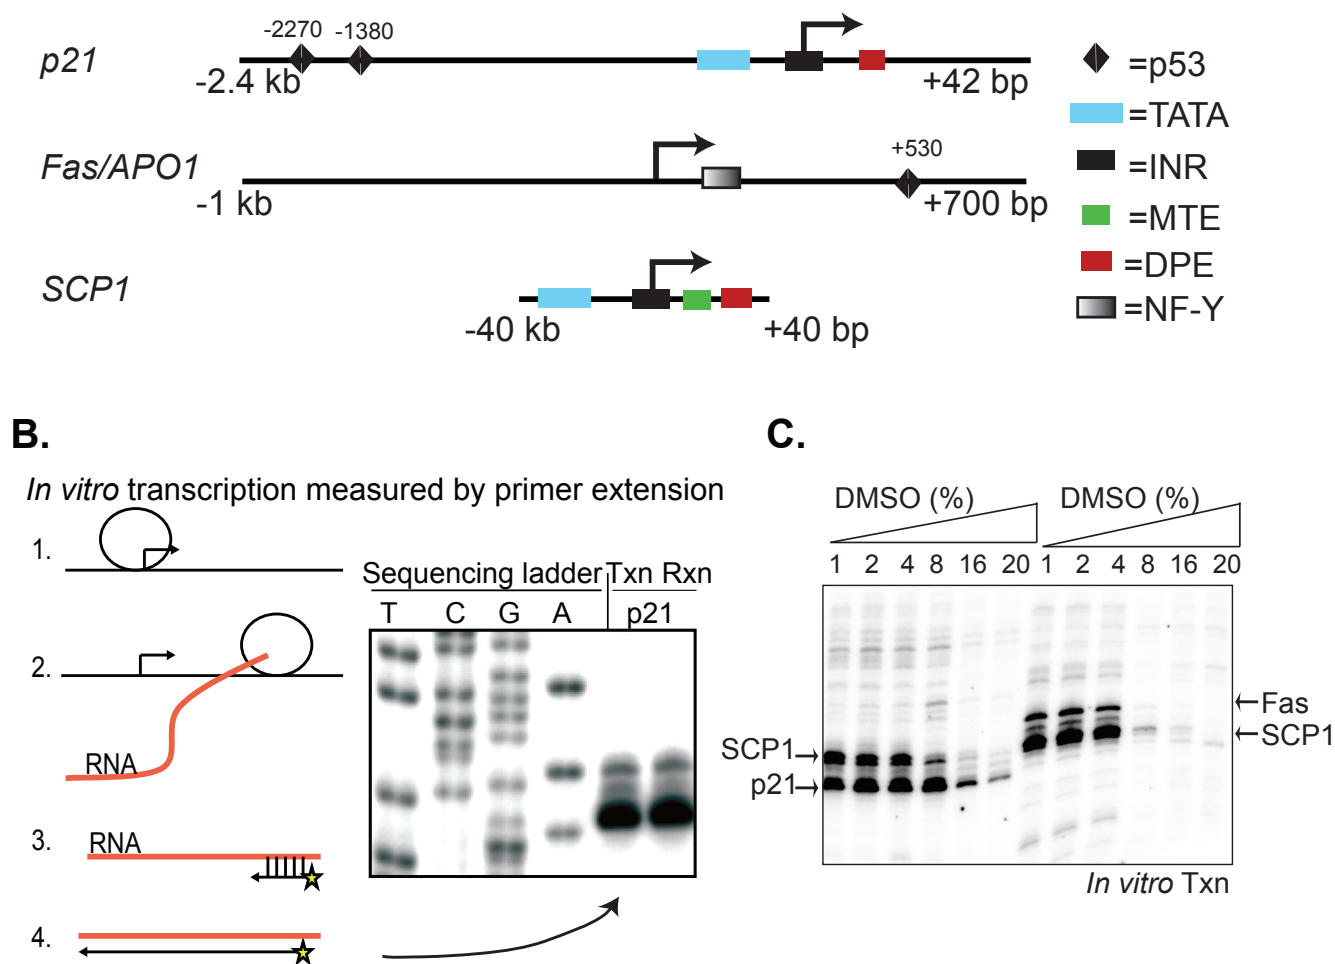 p21
-2270
-1380
-2.4 kb
+42 bp
Fas/APO1
+530
-1 kb
+700 bp
SCP1
-40 kb
+40 bp
=p53
=TATA
=INR
=MTE
=DPE
=NF-Y
B.
In vitro transcription measured by primer extension
1.
2.
RNA
3.
RNA
4.
Sequencing ladder Txn Rxn
T C G A p21
C.
DMSO (%) DMSO (%)
1 2 4 8 16 20 1 2 4 8 16 20
SCP1
p21
Fas
SCP1
In vitro Txn